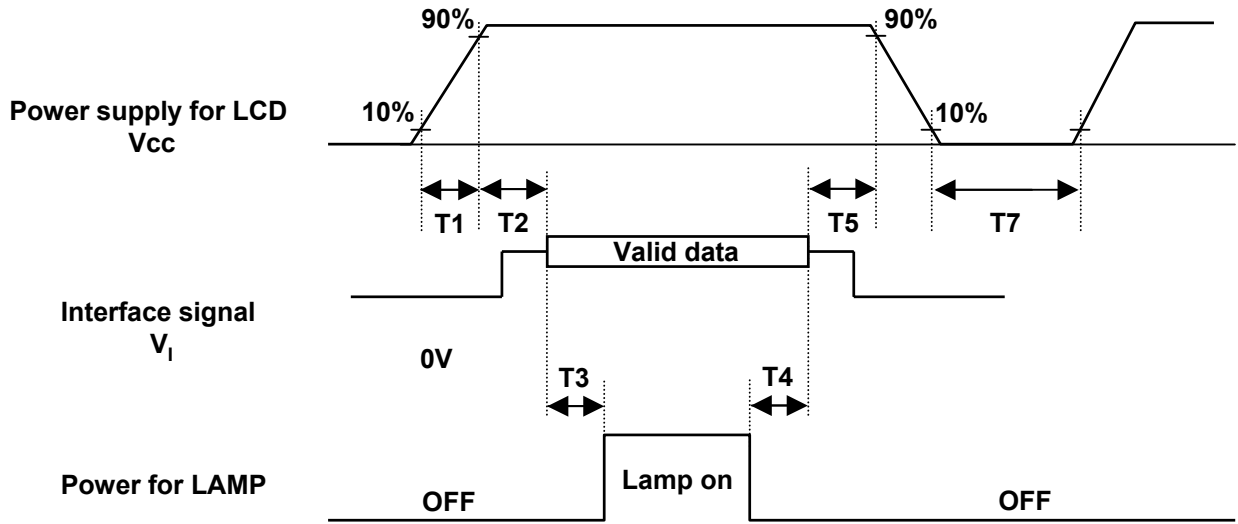 90%
90%
Power supply for LCD
Vcc
10%
10%
T1
T2
T5
T7
Valid data
Interface signal
VI
0V
T3
T4
Power for LAMP
OFF
Lamp on
OFF